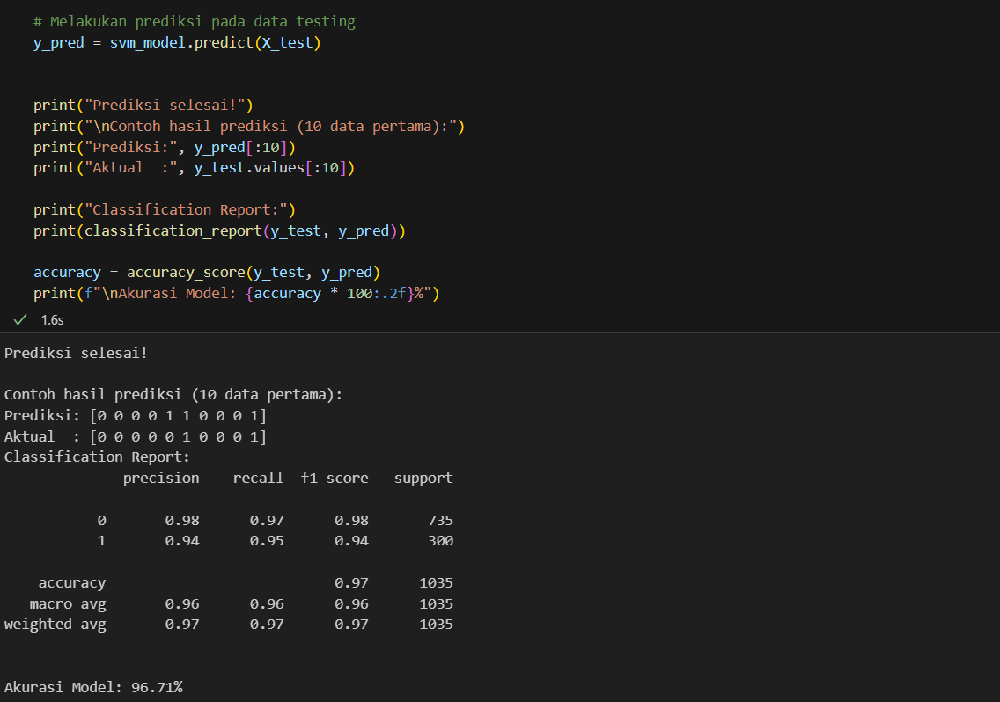 # Melakukan prediksi pada data testing
y_pred = svm_model.predict(X_test)
print("Prediksi selesai!")
print("\nContoh hasil prediksi (10 data pertama):")
print("Prediksi:", y_pred[:10])
print("Aktual  :", y_test.values[:10])
print("Classification Report:")
print(classification_report(y_test, y_pred))
accuracy = accuracy_score(y_test, y_pred)
print(f"\nAkurasi Model: {accuracy * 100:.2f}%")
✓ 1.6s
Prediksi selesai!
Contoh hasil prediksi (10 data pertama):
Prediksi: [0 0 0 0 1 1 0 0 0 1]
Aktual  : [0 0 0 0 0 1 0 0 0 1]
Classification Report:
              precision    recall  f1-score   support
           0       0.98      0.97      0.98       735
           1       0.94      0.95      0.94       300
    accuracy                           0.97      1035
   macro avg       0.96      0.96      0.96      1035
weighted avg       0.97      0.97      0.97      1035
Akurasi Model: 96.71%